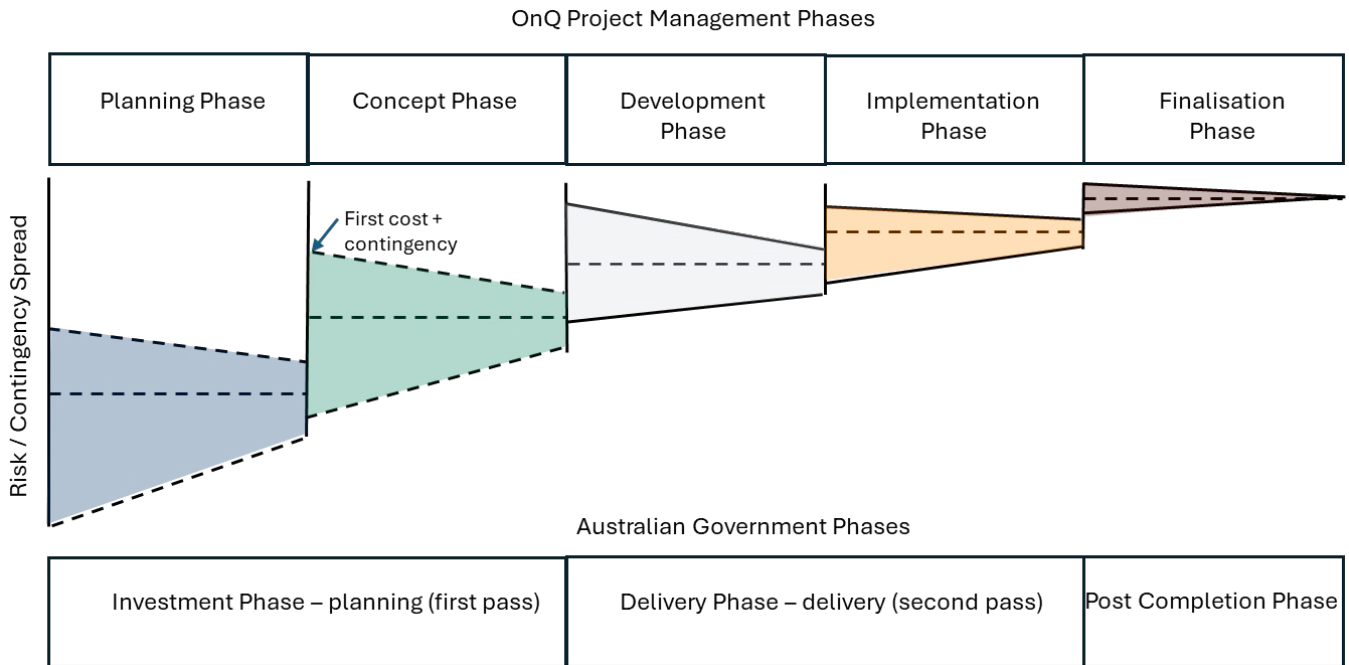 OnQ Project Management Phases
Planning Phase
Concept Phase
Development
Phase
Implementation
Phase
Finalisation
Phase
Risk / Contingency Spread
First cost +
contingency
Australian Government Phases
Investment Phase – planning (first pass)
Delivery Phase – delivery (second pass)
Post Completion Phase